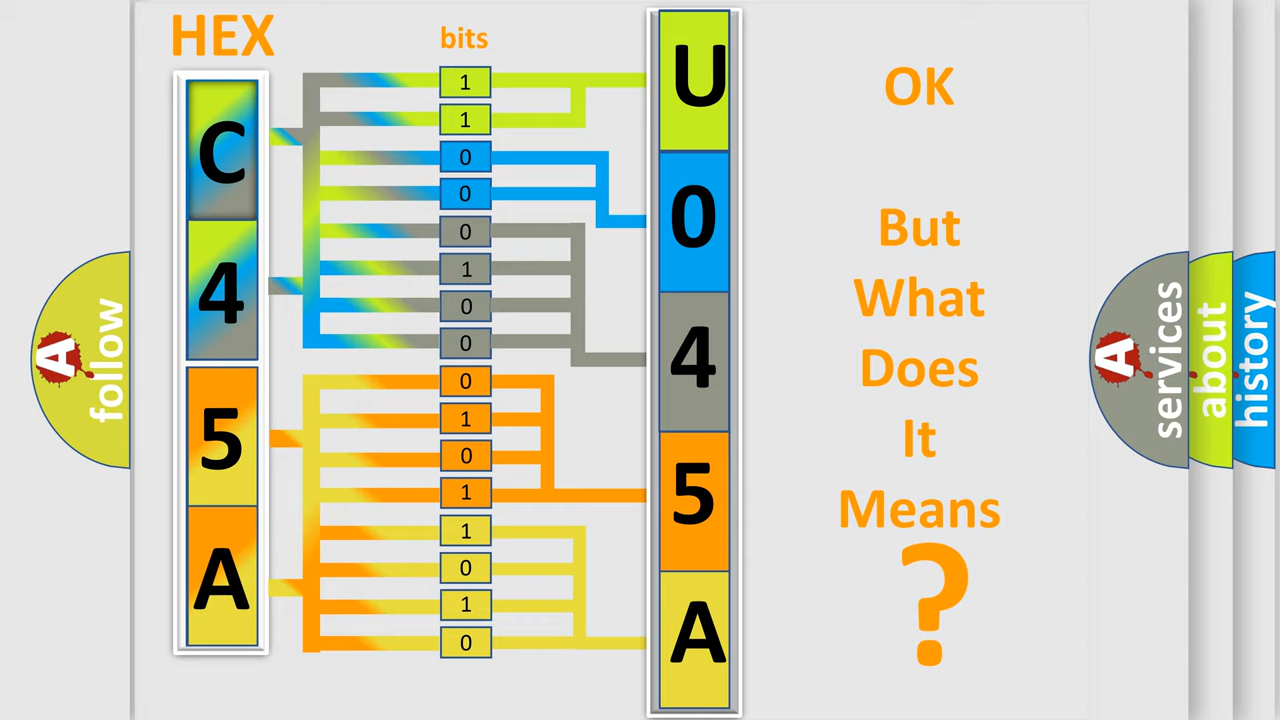 HEX
bits
C
4
5
A
1
1
0
0
0
1
0
0
0
1
0
1
1
0
1
0
U
0
4
5
A
OK
But
What
Does
It
Means
?
A
follow
A
services
about
history